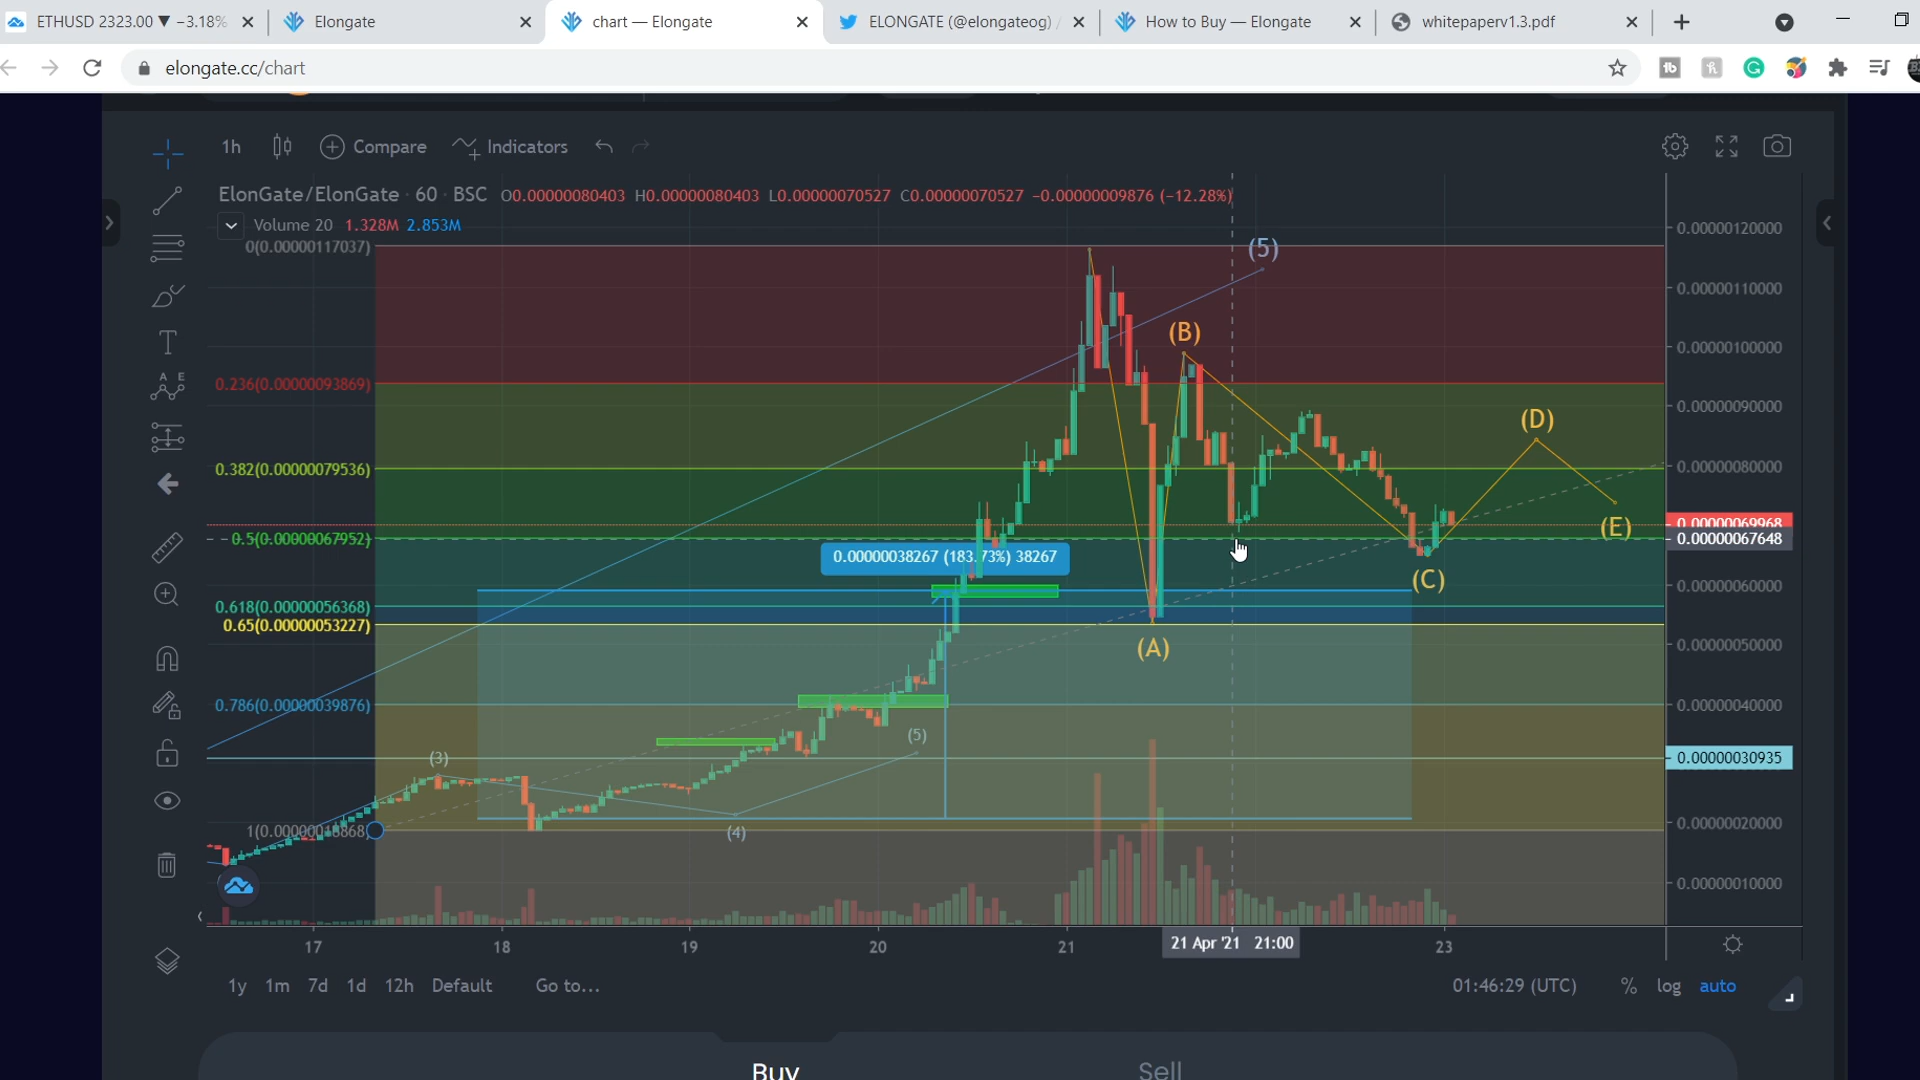 ETHUSD 2323.00 ▼ −3.18%
Elongate
chart — Elongate
ELONGATE (@elongateog)
How to Buy — Elongate
whitepaperv1.3.pdf
elongate.cc/chart
1h
Compare
Indicators
ElonGate/ElonGate · 60 · BSC O0.00000080403 H0.00000080403 L0.00000070527 C0.00000070527 −0.00000009876 (−12.28%)
Volume 20 1.328M 2.853M
0(0.00000117037)
0.236(0.00000093869)
0.382(0.00000079536)
0.5(0.00000067952)
0.618(0.00000056368)
0.65(0.00000053227)
0.786(0.00000039876)
(5)
(B)
(D)
(E)
(C)
(A)
0.00000038267 (183.73%) 38267
(3)
(4)
(5)
0.00000120000
0.00000110000
0.00000100000
0.00000090000
0.00000080000
0.00000069968
0.00000067648
0.00000060000
0.00000050000
0.00000040000
0.00000030935
0.00000020000
0.00000010000
17
18
19
20
21
21 Apr '21 21:00
23
1y 1m 7d 1d 12h Default Go to...
01:46:29 (UTC) % log auto
Buy
Sell